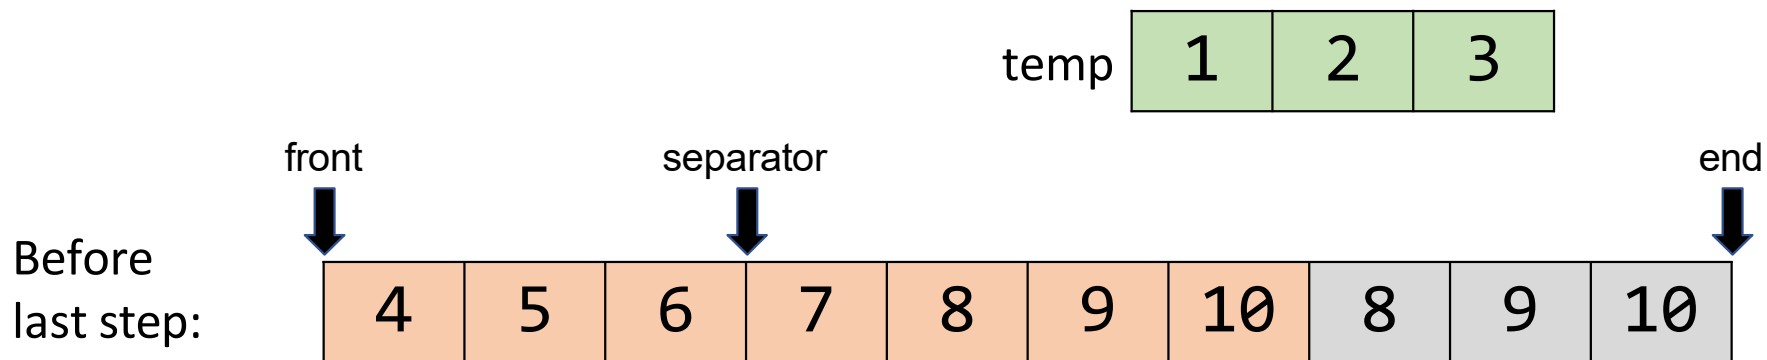 temp 1 2 3
front separator end
Before
last step:
4 5 6 7 8 9 10 8 9 10